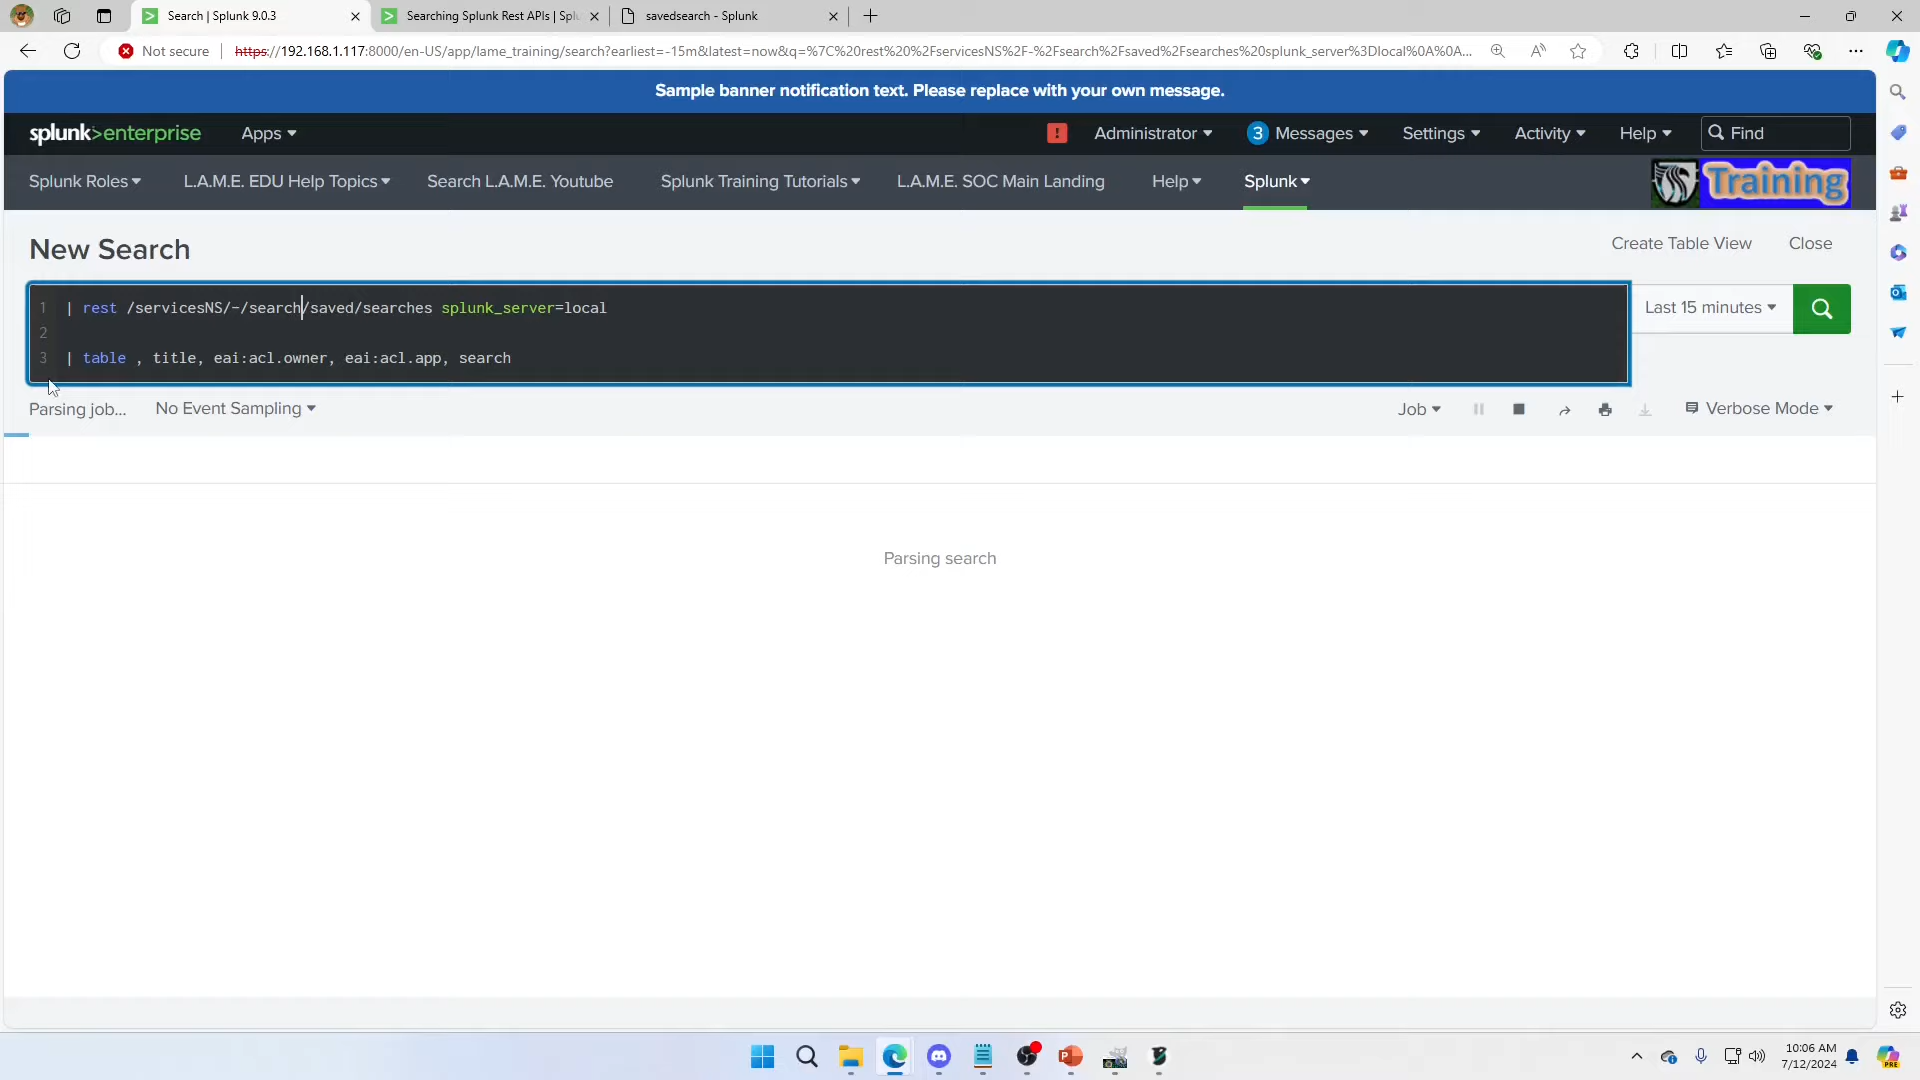 Search | Splunk 9.0.3
Searching Splunk Rest APIs | Spl
savedsearch - Splunk
Not secure
https://192.168.1.117:8000/en-US/app/lame_training/search?earliest=-15m&latest=now&q=%7C%20rest%20%2FservicesNS%2F-%2Fsearch%2Fsaved%2Fsearches%20splunk_server%3Dlocal%0A%0A...
Sample banner notification text. Please replace with your own message.
splunk>enterprise
Apps
!
Administrator
3 Messages
Settings
Activity
Help
Find
Splunk Roles
L.A.M.E. EDU Help Topics
Search L.A.M.E. Youtube
Splunk Training Tutorials
L.A.M.E. SOC Main Landing
Help
Splunk
Training
New Search
Create Table View
Close
1 | rest /servicesNS/-/search/saved/searches splunk_server=local
2
3 | table , title, eai:acl.owner, eai:acl.app, search
Last 15 minutes
Parsing job...
No Event Sampling
Job
Verbose Mode
Parsing search
10:06 AM
7/12/2024
PRE